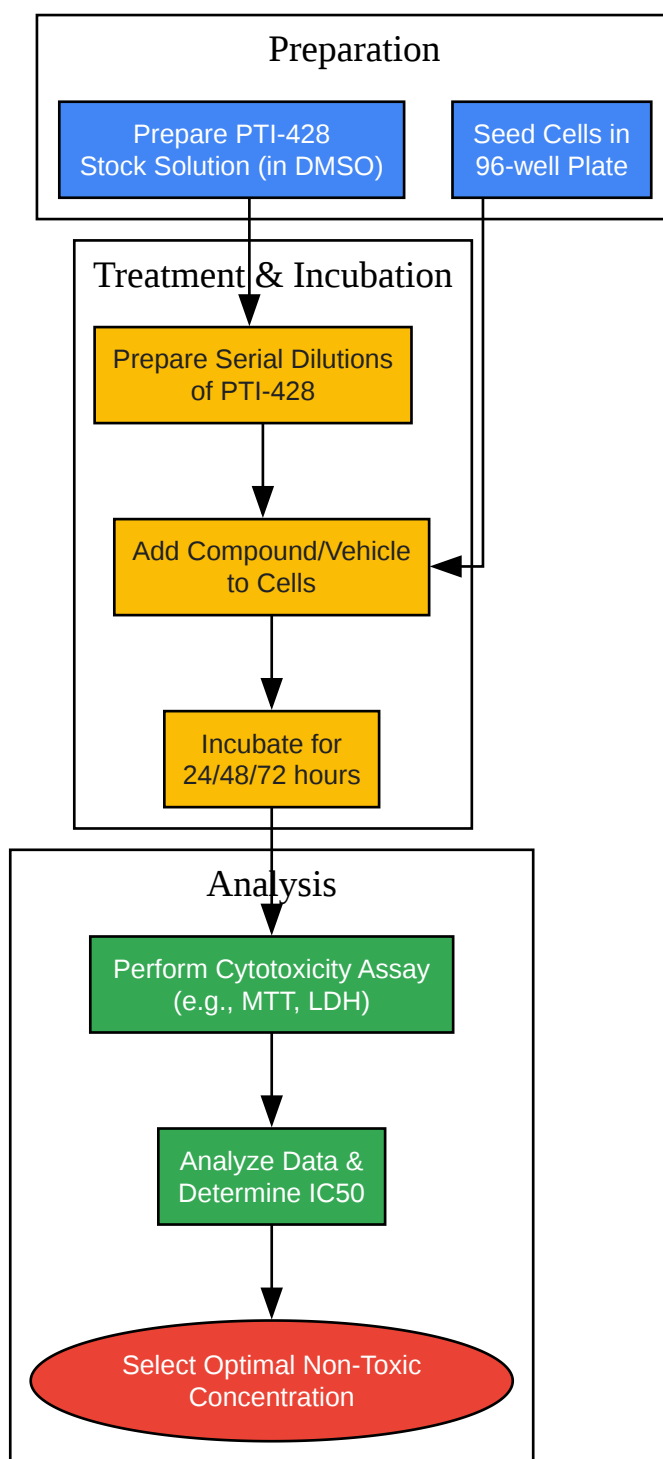 Preparation
Prepare PTI-428
Stock Solution (in DMSO)
Seed Cells in
96-well Plate
Treatment & Incubation
Prepare Serial Dilutions
of PTI-428
Add Compound/Vehicle
to Cells
Incubate for
24/48/72 hours
Analysis
Perform Cytotoxicity Assay
(e.g., MTT, LDH)
Analyze Data &
Determine IC50
Select Optimal Non-Toxic
Concentration